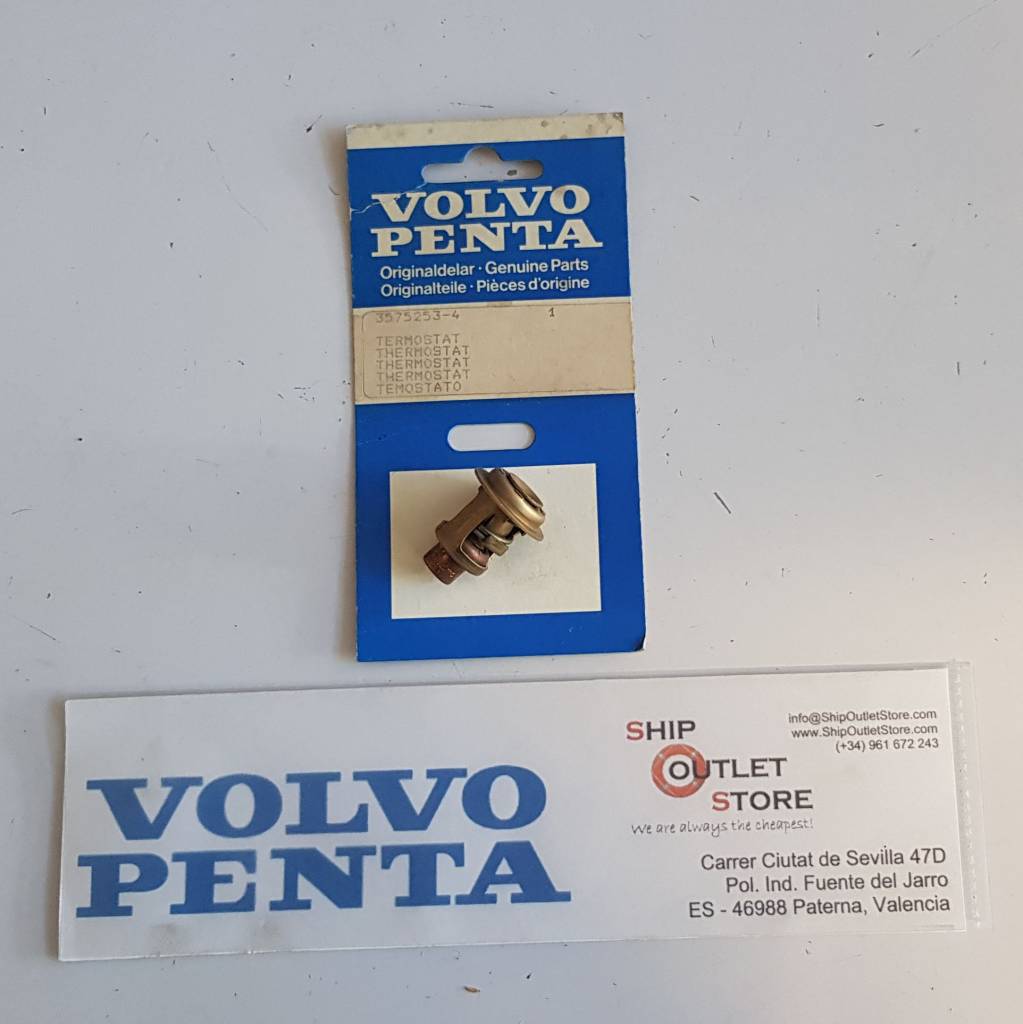 VOLVO
PENTA
Originaldelar · Genuine Parts
Originalteile · Pièces d'origine
3575253-4 1
TERMOSTAT
THERMOSTAT
THERMOSTAT
THERMOSTAT
TEMOSTATO
VOLVO
PENTA
SHIP
OUTLET
STORE
We are always the cheapest!
info@ShipOutletStore.com
www.ShipOutletStore.com
(+34) 961 672 243
Carrer Ciutat de Sevilla 47D
Pol. Ind. Fuente del Jarro
ES - 46988 Paterna, Valencia